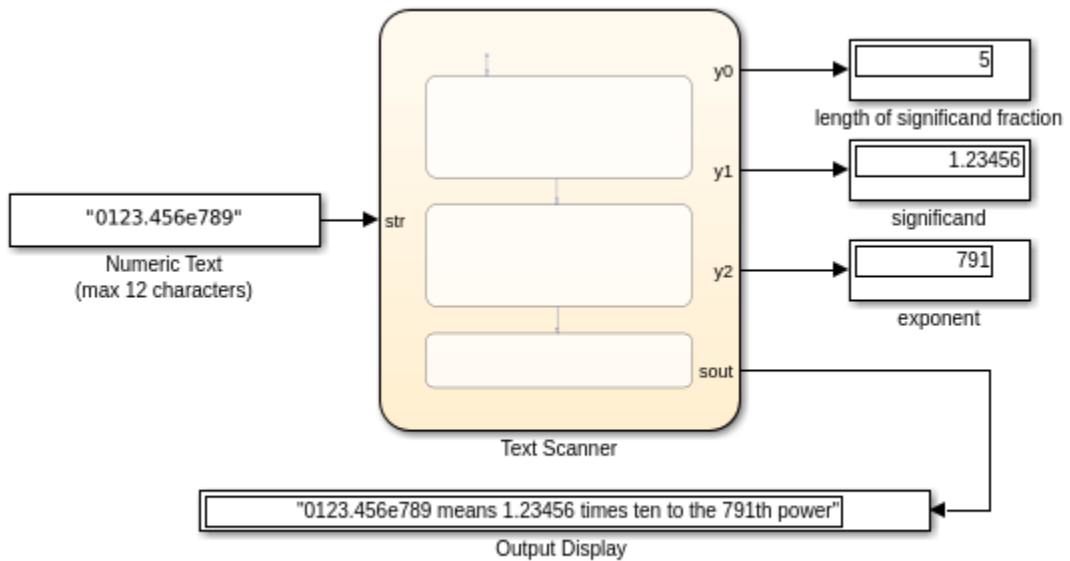 y0
5
length of significand fraction
y1
1.23456
significand
"0123.456e789"
str
Numeric Text
(max 12 characters)
y2
791
exponent
sout
Text Scanner
"0123.456e789 means 1.23456 times ten to the 791th power"
Output Display